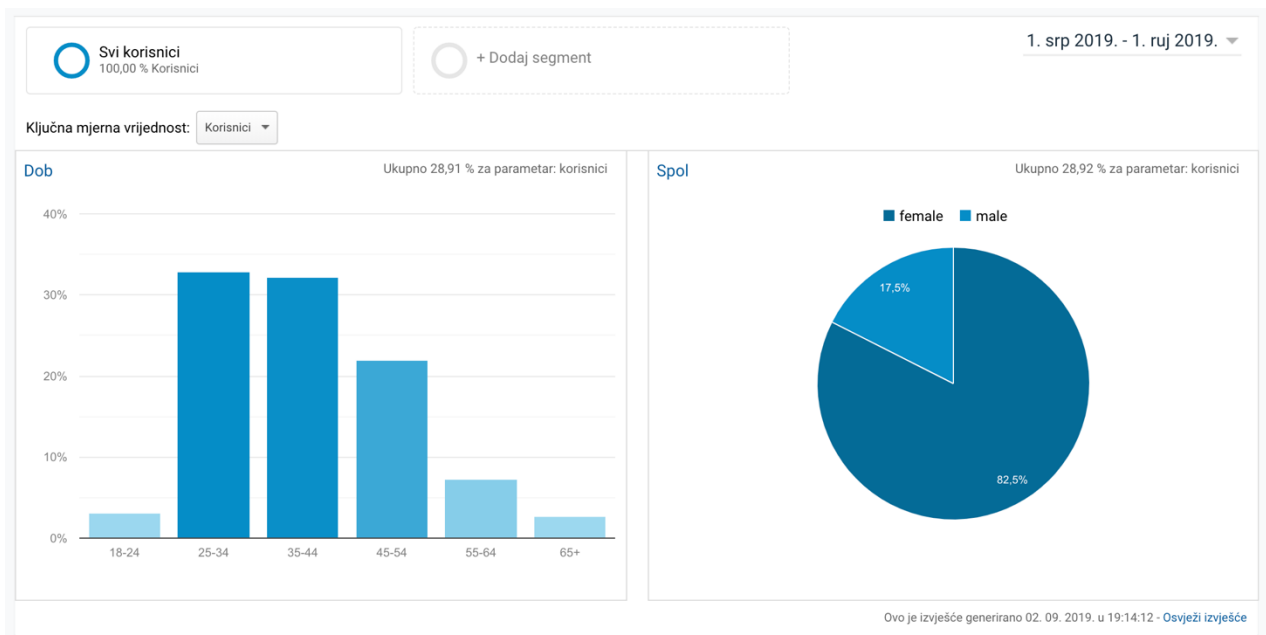 Svi korisnici
100,00 % Korisnici
+ Dodaj segment
1. srp 2019. - 1. ruj 2019.
Ključna mjerna vrijednost: Korisnici
Dob
Ukupno 28,91 % za parametar: korisnici
40%
30%
20%
10%
0%
18-24 25-34 35-44 45-54 55-64 65+
Spol
Ukupno 28,92 % za parametar: korisnici
female male
17,5%
82,5%
Ovo je izvješće generirano 02. 09. 2019. u 19:14:12 - Osvježi izvješće